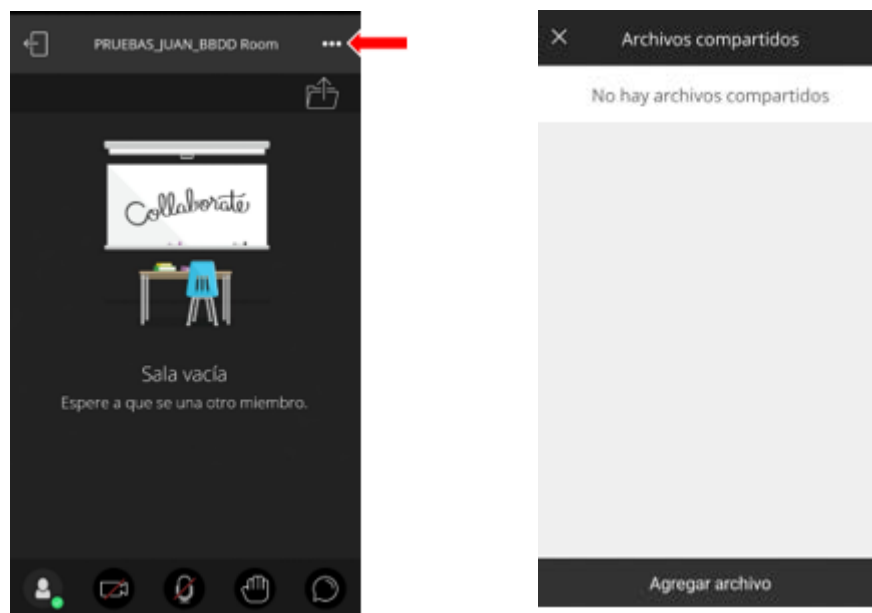 PRUEBAS_JUAN_BBDD Room
Collaborate
Sala vacía
Espere a que se una otro miembro.
Archivos compartidos
No hay archivos compartidos
Agregar archivo